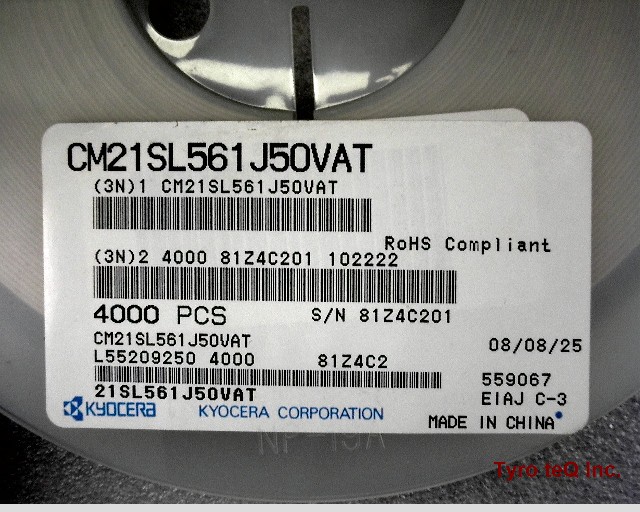 CM21SL561J50VAT
(3N)1 CM21SL561J50VAT
RoHS Compliant
(3N)2 4000 81Z4C201 102222
4000 PCS S/N 81Z4C201
CM21SL561J50VAT 08/08/25
L55209250 4000 81Z4C2
559067
21SL561J50VAT EIAJ C-3
KYOCERA KYOCERA CORPORATION MADE IN CHINA
NP-
Tyro teQ Inc.